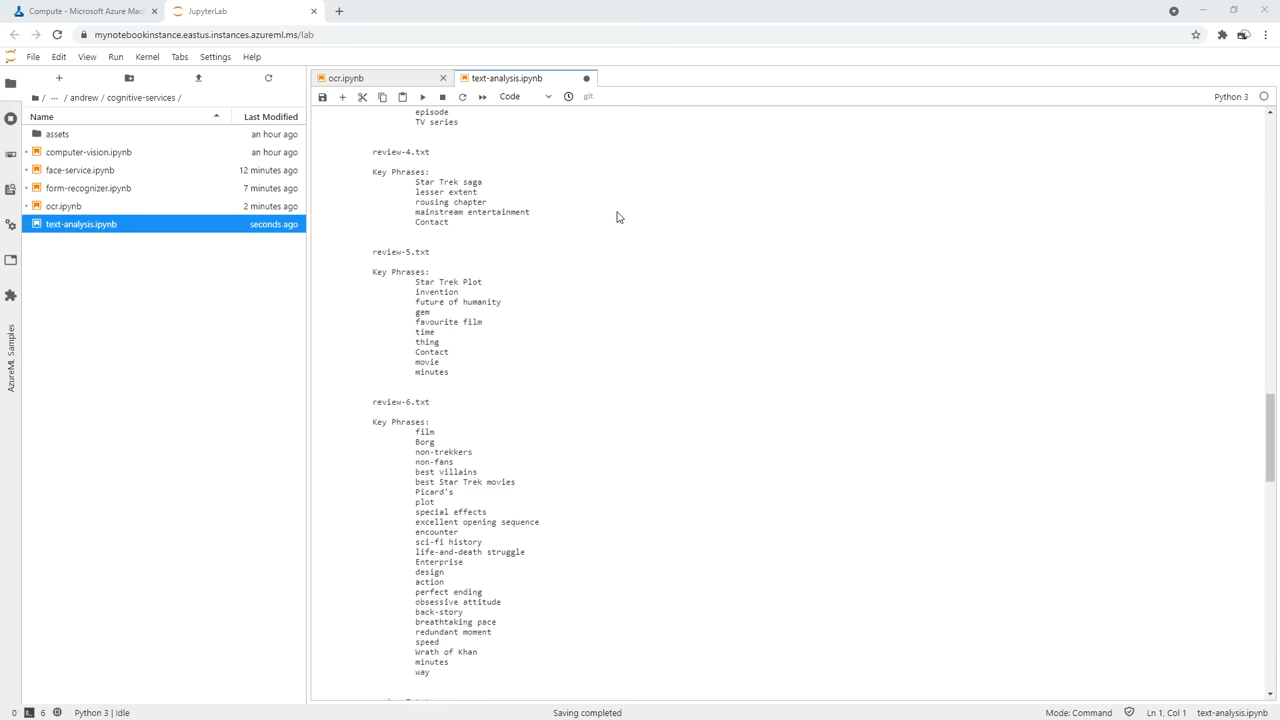 Compute - Microsoft Azure Mac
JupyterLab
mynotebookinstance.eastus.instances.azureml.ms/lab
File Edit View Run Kernel Tabs Settings Help
ocr.ipynb
text-analysis.ipynb
Code
git
Python 3
/ ... / andrew / cognitive-services /
Name
Last Modified
assets an hour ago
computer-vision.ipynb an hour ago
face-service.ipynb 12 minutes ago
form-recognizer.ipynb 7 minutes ago
ocr.ipynb 2 minutes ago
text-analysis.ipynb seconds ago
AzureML Samples
episode
TV series
review-4.txt
Key Phrases:
Star Trek saga
lesser extent
rousing chapter
mainstream entertainment
Contact
review-5.txt
Key Phrases:
Star Trek Plot
invention
future of humanity
gem
favourite film
time
thing
Contact
movie
minutes
review-6.txt
Key Phrases:
film
Borg
non-trekkers
non-fans
best villains
best Star Trek movies
Picard's
plot
special effects
excellent opening sequence
encounter
sci-fi history
life-and-death struggle
Enterprise
design
action
perfect ending
obsessive attitude
back-story
breathtaking pace
redundant moment
speed
Wrath of Khan
minutes
way
0
6
Python 3 | Idle
Saving completed
Mode: Command
Ln 1, Col 1
text-analysis.ipynb